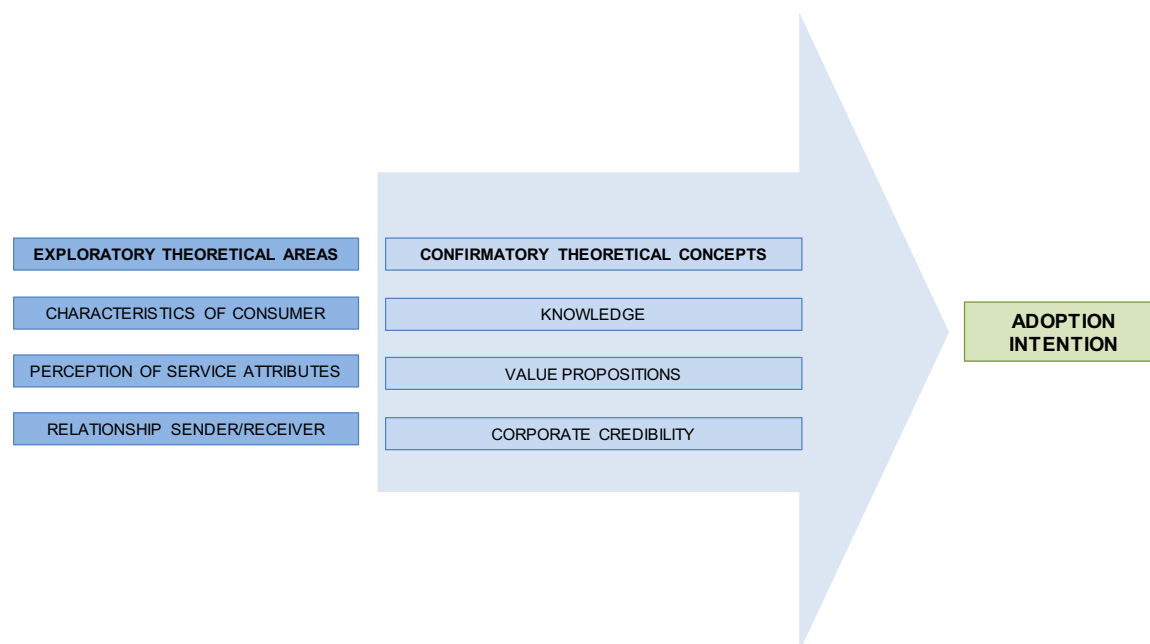 EXPLORATORY THEORETICAL AREAS
CHARACTERISTICS OF CONSUMER
PERCEPTION OF SERVICE ATTRIBUTES
RELATIONSHIP SENDER/RECEIVER
CONFIRMATORY THEORETICAL CONCEPTS
KNOWLEDGE
VALUE PROPOSITIONS
CORPORATE CREDIBILITY
ADOPTION
INTENTION